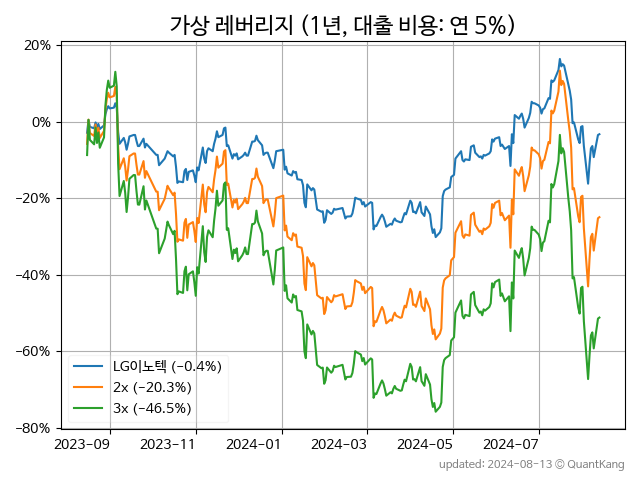 가상 레버리지 (1년, 대출 비용: 연 5%)
20%
0%
−20%
−40%
−60%
−80%
LG이노텍 (−0.4%)
2x (−20.3%)
3x (−46.5%)
2023-09 2023-11 2024-01 2024-03 2024-05 2024-07
updated: 2024-08-13 © QuantKang